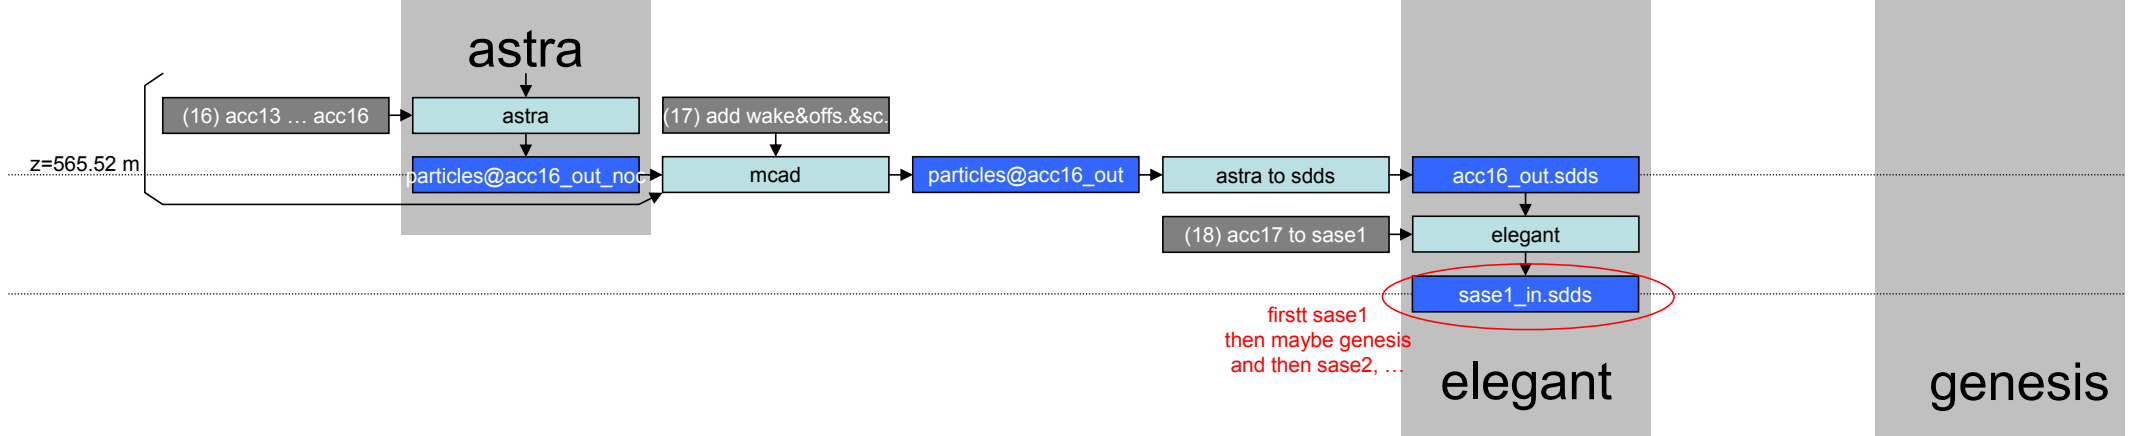 astra
(16) acc13 … acc16
astra
(17) add wake&offs.&sc.
z=565.52 m
particles@acc16_out_noc
mcad
particles@acc16_out
astra to sdds
acc16_out.sdds
(18) acc17 to sase1
elegant
sase1_in.sdds
firstt sase1
then maybe genesis
and then sase2, …
elegant
genesis